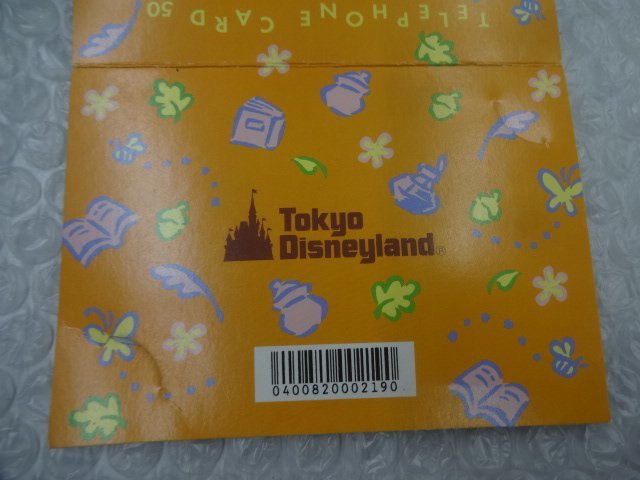 TELEPHONE CARD 50
Tokyo
Disneyland®
0400820002190